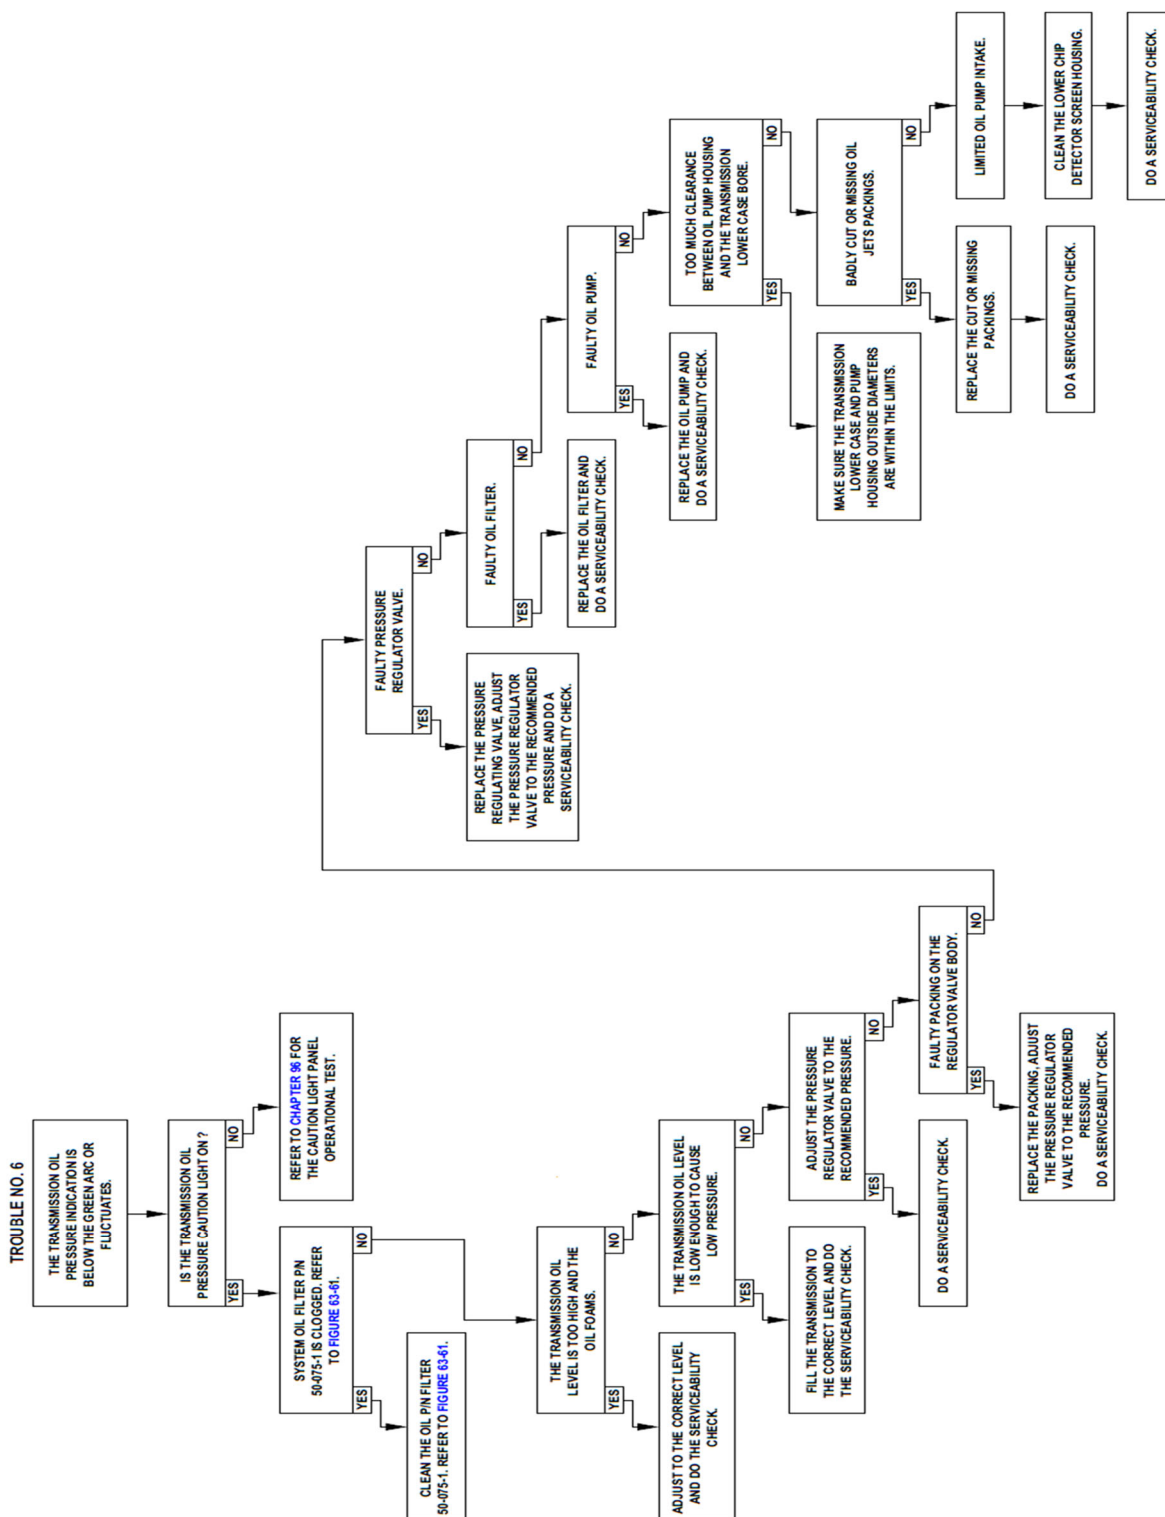 TROUBLE NO. 6
THE TRANSMISSION OIL
PRESSURE INDICATION IS
BELOW THE GREEN ARC OR
FLUCTUATES.
IS THE TRANSMISSION OIL
PRESSURE CAUTION LIGHT ON ?
YES
NO
SYSTEM OIL FILTER P/N
50-075-1 IS CLOGGED. REFER
TO FIGURE 63-61.
YES
NO
REFER TO CHAPTER 96 FOR
THE CAUTION LIGHT PANEL
OPERATIONAL TEST.
CLEAN THE OIL P/N FILTER
50-075-1. REFER TO FIGURE 63-61.
THE TRANSMISSION OIL
LEVEL IS TOO HIGH AND THE
OIL FOAMS.
YES
NO
ADJUST TO THE CORRECT LEVEL
AND DO THE SERVICEABILITY
CHECK.
THE TRANSMISSION OIL LEVEL
IS LOW ENOUGH TO CAUSE
LOW PRESSURE.
YES
NO
FILL THE TRANSMISSION TO
THE CORRECT LEVEL AND DO
THE SERVICEABILITY CHECK.
ADJUST THE PRESSURE
REGULATOR VALVE TO THE
RECOMMENDED PRESSURE.
YES
NO
DO A SERVICEABILITY CHECK.
FAULTY PACKING ON THE
REGULATOR VALVE BODY.
YES
NO
REPLACE THE PACKING, ADJUST
THE PRESSURE REGULATOR
VALVE TO THE RECOMMENDED
PRESSURE.
DO A SERVICEABILITY CHECK.
FAULTY PRESSURE
REGULATOR VALVE.
YES
NO
REPLACE THE PRESSURE
REGULATING VALVE, ADJUST
THE PRESSURE REGULATOR
VALVE TO THE RECOMMENDED
PRESSURE AND DO A
SERVICEABILITY CHECK.
FAULTY OIL FILTER.
YES
NO
REPLACE THE OIL FILTER AND
DO A SERVICEABILITY CHECK.
FAULTY OIL PUMP.
YES
NO
REPLACE THE OIL PUMP AND
DO A SERVICEABILITY CHECK.
TOO MUCH CLEARANCE
BETWEEN OIL PUMP HOUSING
AND THE TRANSMISSION
LOWER CASE BORE.
YES
NO
MAKE SURE THE TRANSMISSION
LOWER CASE AND PUMP
HOUSING OUTSIDE DIAMETERS
ARE WITHIN THE LIMITS.
BADLY CUT OR MISSING OIL
JETS PACKINGS.
YES
NO
REPLACE THE CUT OR MISSING
PACKINGS.
DO A SERVICEABILITY CHECK.
LIMITED OIL PUMP INTAKE.
CLEAN THE LOWER CHIP
DETECTOR SCREEN HOUSING.
DO A SERVICEABILITY CHECK.